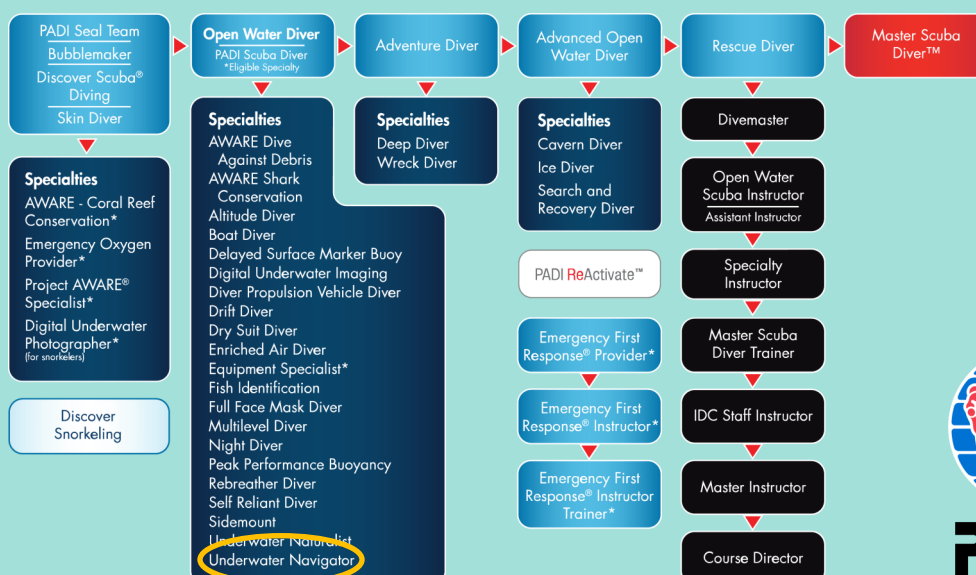 PADI Seal Team
Bubblemaker
Discover Scuba®
Diving
Skin Diver
Specialties
AWARE - Coral Reef
Conservation*
Emergency Oxygen
Provider*
Project AWARE®
Specialist*
Digital Underwater
Photographer*
(for snorkelers)
Discover
Snorkeling
Open Water Diver
PADI Scuba Diver
*Eligible Specialty
Specialties
AWARE Dive
Against Debris
AWARE Shark
Conservation
Altitude Diver
Boat Diver
Delayed Surface Marker Buoy
Digital Underwater Imaging
Diver Propulsion Vehicle Diver
Drift Diver
Dry Suit Diver
Enriched Air Diver
Equipment Specialist*
Fish Identification
Full Face Mask Diver
Multilevel Diver
Night Diver
Peak Performance Buoyancy
Rebreather Diver
Self Reliant Diver
Sidemount
Underwater Naturalist
Underwater Navigator
Adventure Diver
Specialties
Deep Diver
Wreck Diver
Advanced Open
Water Diver
Specialties
Cavern Diver
Ice Diver
Search and
Recovery Diver
PADI ReActivate™
Emergency First
Response® Provider*
Emergency First
Response® Instructor*
Emergency First
Response® Instructor
Trainer*
Rescue Diver
Divemaster
Open Water
Scuba Instructor
Assistant Instructor
Specialty
Instructor
Master Scuba
Diver Trainer
IDC Staff Instructor
Master Instructor
Course Director
Master Scuba
Diver™